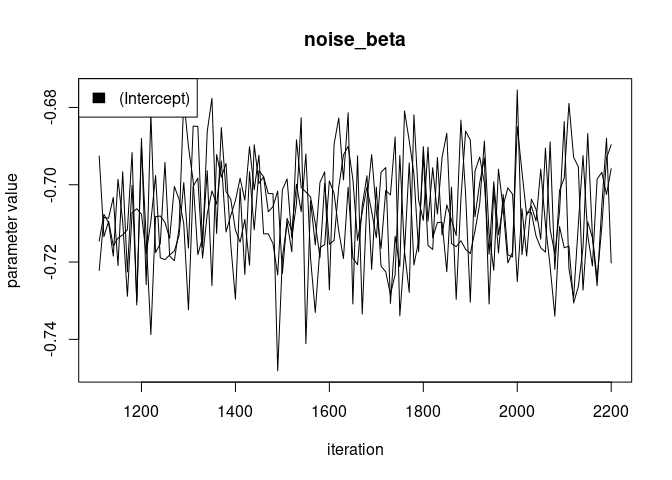 noise_beta
(Intercept)
parameter value
-0.68
-0.70
-0.72
-0.74
1200 1400 1600 1800 2000 2200
iteration